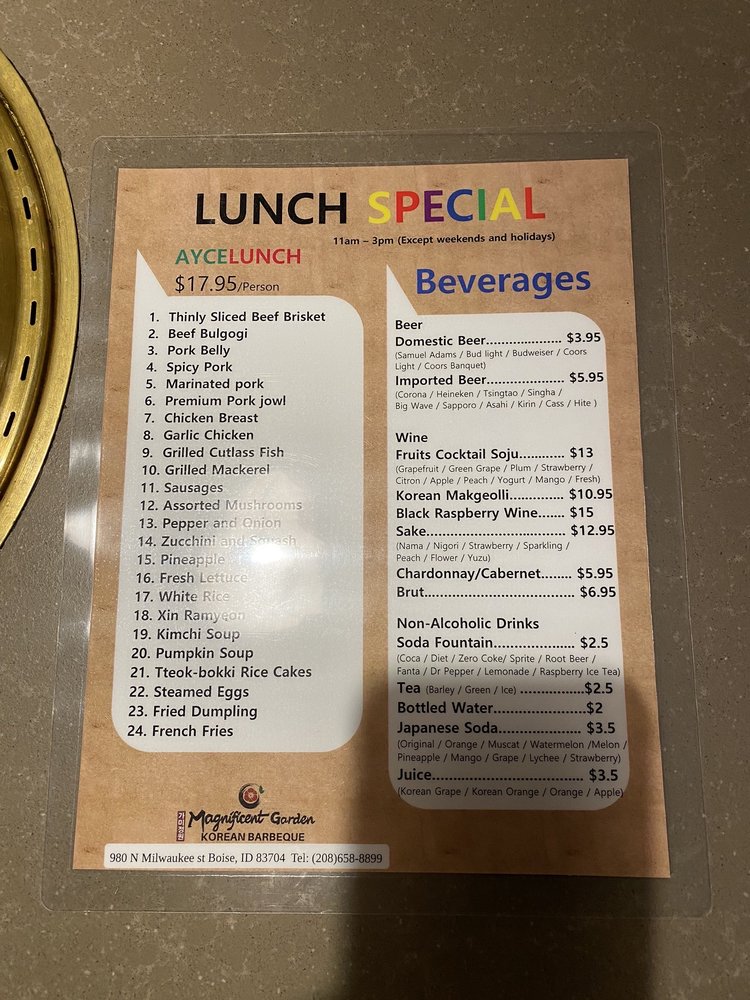 LUNCH SPECIAL
11am – 3pm (Except weekends and holidays)
AYCELUNCH
$17.95/Person
1. Thinly Sliced Beef Brisket
2. Beef Bulgogi
3. Pork Belly
4. Spicy Pork
5. Marinated pork
6. Premium Pork jowl
7. Chicken Breast
8. Garlic Chicken
9. Grilled Cutlass Fish
10. Grilled Mackerel
11. Sausages
12. Assorted Mushrooms
13. Pepper and Onion
14. Zucchini and Squash
15. Pineapple
16. Fresh Lettuce
17. White Rice
18. Xin Ramyeon
19. Kimchi Soup
20. Pumpkin Soup
21. Tteok-bokki Rice Cakes
22. Steamed Eggs
23. Fried Dumpling
24. French Fries
Beverages
Beer
Domestic Beer................... $3.95
(Samuel Adams / Bud light / Budweiser / Coors
Light / Coors Banquet)
Imported Beer................... $5.95
(Corona / Heineken / Tsingtao / Singha /
Big Wave / Sapporo / Asahi / Kirin / Cass / Hite )
Wine
Fruits Cocktail Soju............ $13
(Grapefruit / Green Grape / Plum / Strawberry /
Citron / Apple / Peach / Yogurt / Mango / Fresh)
Korean Makgeolli.............. $10.95
Black Raspberry Wine....... $15
Sake................................... $12.95
(Nama / Nigori / Strawberry / Sparkling /
Peach / Flower / Yuzu)
Chardonnay/Cabernet........ $5.95
Brut...................................... $6.95
Non-Alcoholic Drinks
Soda Fountain..................... $2.5
(Coca / Diet / Zero Coke/ Sprite / Root Beer /
Fanta / Dr Pepper / Lemonade / Raspberry Ice Tea)
Tea (Barley / Green / Ice) ................$2.5
Bottled Water.......................$2
Japanese Soda..................... $3.5
(Original / Orange / Muscat / Watermelon /Melon /
Pineapple / Mango / Grape / Lychee / Strawberry)
Juice...................................... $3.5
(Korean Grape / Korean Orange / Orange / Apple)
Magnificent Garden
KOREAN BARBEQUE
980 N Milwaukee st Boise, ID 83704 Tel: (208)658-8899